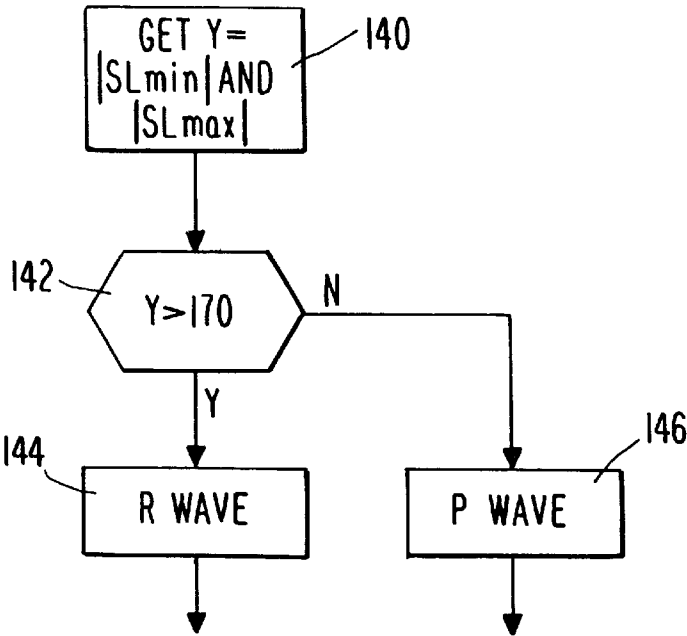 GET Y=
|SLmin| AND
|SLmax|
140
142
Y>170
N
Y
144
R WAVE
146
P WAVE